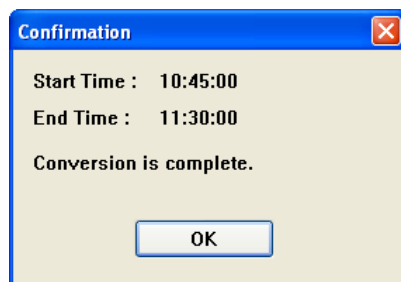 Confirmation
Start Time : 10:45:00
End Time : 11:30:00
Conversion is complete.
OK